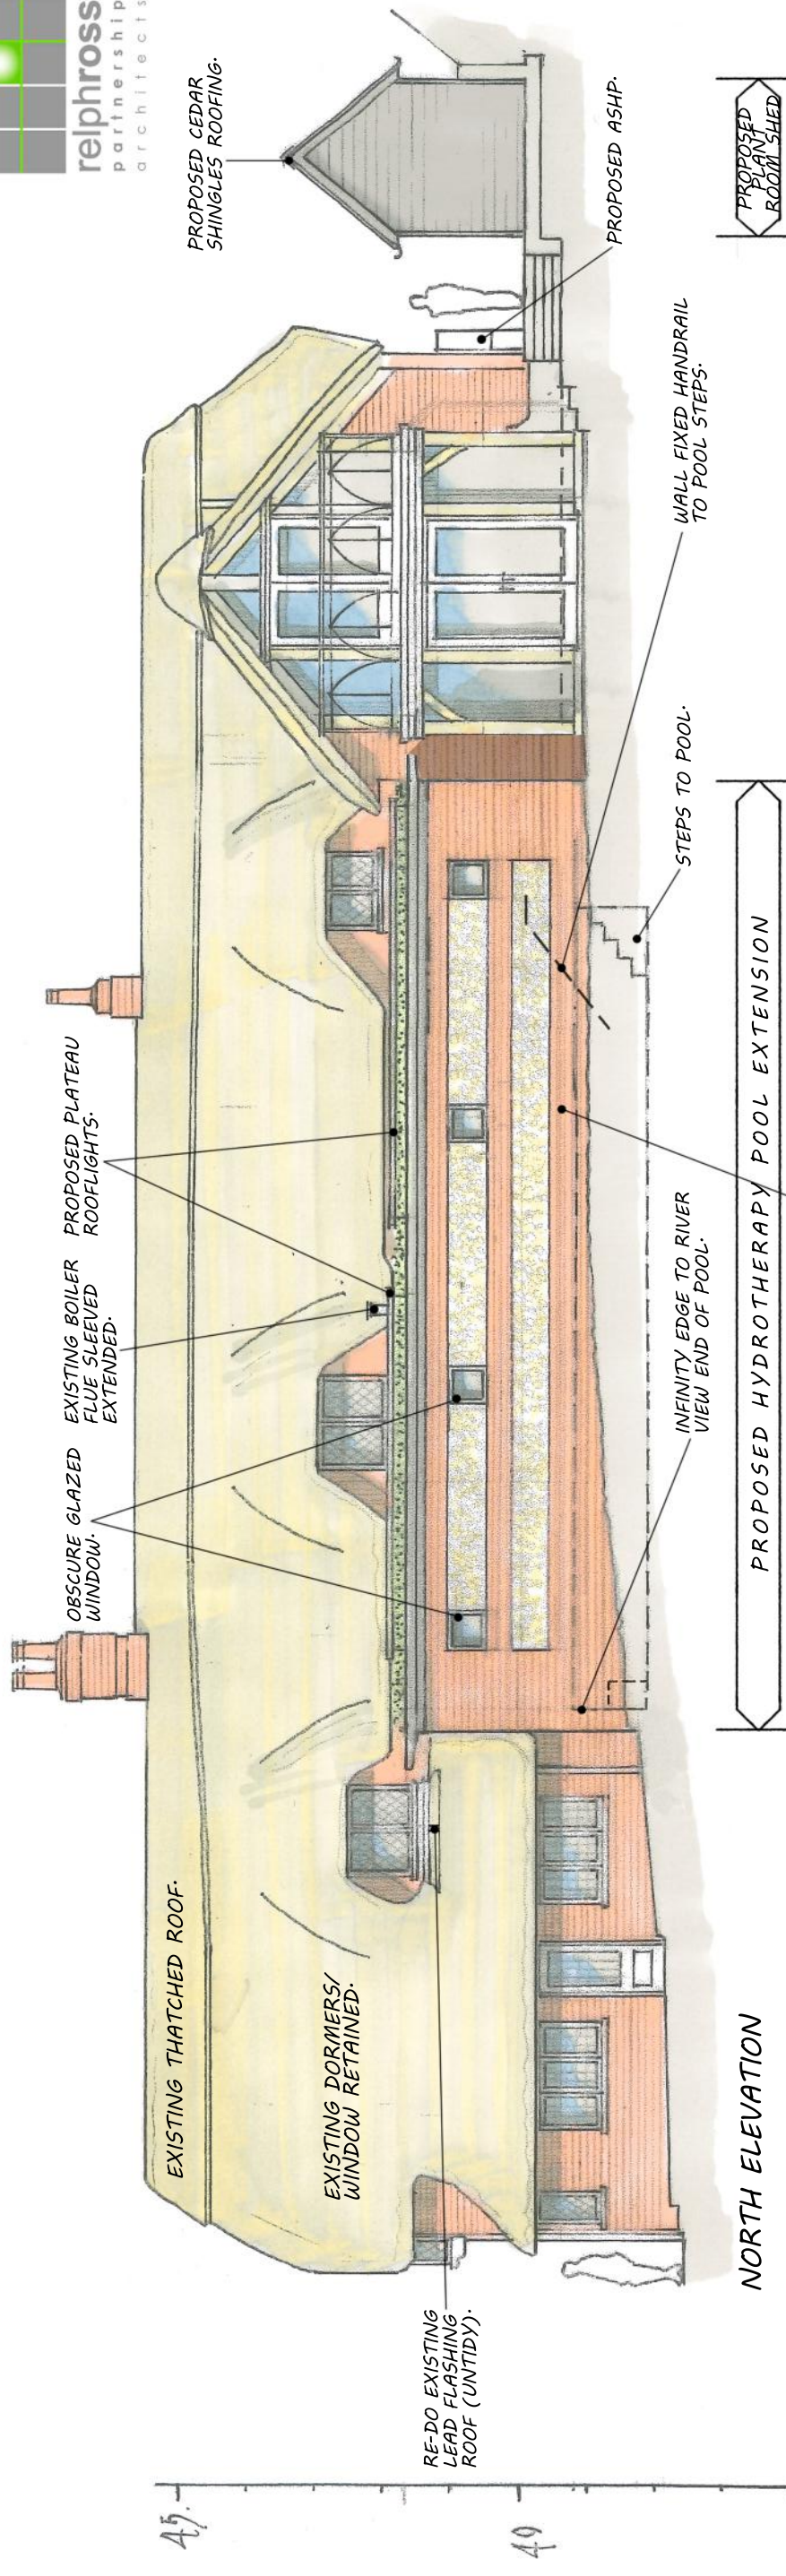 relphross
partnership
architects
PROPOSED CEDAR
SHINGLES ROOFING.
PROPOSED ASHP.
PROPOSED
PLANT
ROOM SHED
WALL FIXED HANDRAIL
TO POOL STEPS.
STEPS TO POOL.
PROPOSED PLATEAU
ROOFLIGHTS.
EXISTING BOILER
FLUE SLEEVED
EXTENDED.
OBSCURE GLAZED
WINDOW.
INFINITY EDGE TO RIVER
VIEW END OF POOL.
PROPOSED HYDROTHERAPY POOL EXTENSION
EXISTING THATCHED ROOF.
EXISTING DORMERS/
WINDOW RETAINED.
RE-DO EXISTING
LEAD FLASHING
ROOF (UNTIDY).
NORTH ELEVATION
45.
49